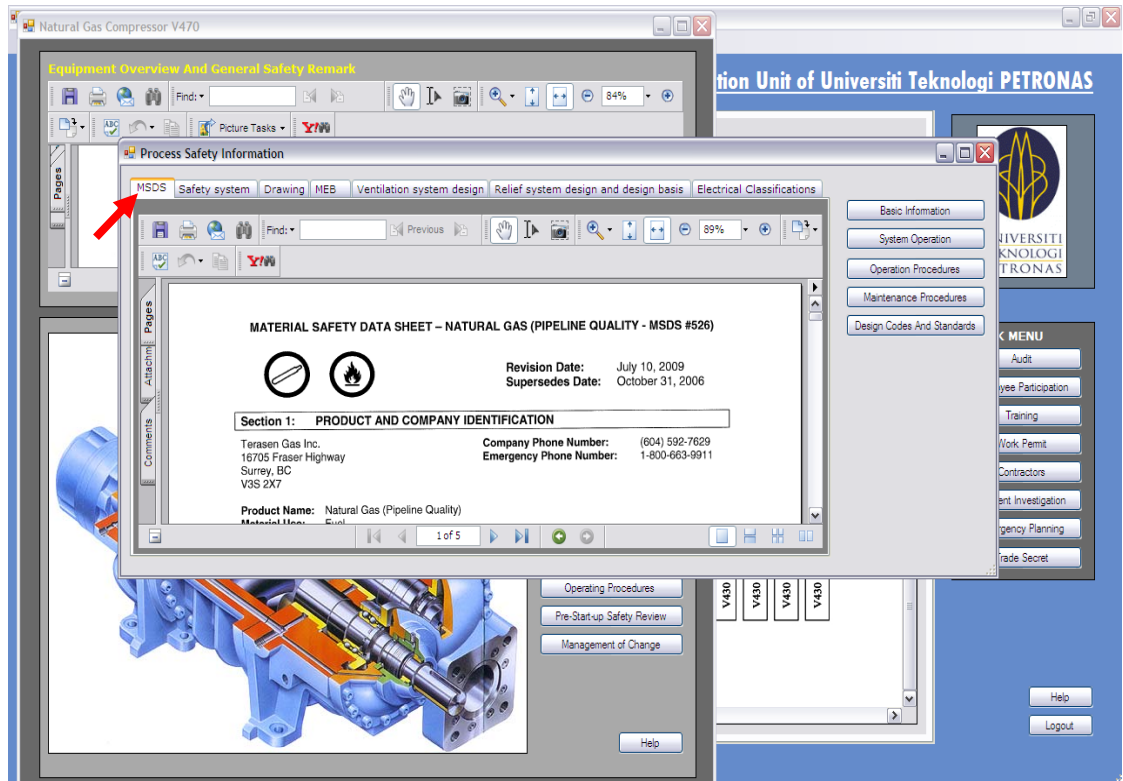 Natural Gas Compressor V470
Equipment Overview And General Safety Remark
Find:
84%
Picture Tasks
Y!
Pages
tion Unit of Universiti Teknologi PETRONAS
Process Safety Information
MSDS Safety system Drawing MEB Ventilation system design Relief system design and design basis Electrical Classifications
Find: Previous 89%
ABC Y!
Pages
Attachm
Comments
MATERIAL SAFETY DATA SHEET – NATURAL GAS (PIPELINE QUALITY - MSDS #526)
Revision Date: July 10, 2009
Supersedes Date: October 31, 2006
Section 1: PRODUCT AND COMPANY IDENTIFICATION
Terasen Gas Inc. Company Phone Number: (604) 592-7629
16705 Fraser Highway Emergency Phone Number: 1-800-663-9911
Surrey, BC
V3S 2X7
Product Name: Natural Gas (Pipeline Quality)
Material Use: Fuel
1 of 5
Basic Information
System Operation
Operation Procedures
Maintenance Procedures
Design Codes And Standards
NIVERSITI
KNOLOGI
TRONAS
K MENU
Audit
yee Participation
Training
Work Permit
Contractors
ent Investigation
rgency Planning
Trade Secret
Operating Procedures
Pre-Start-up Safety Review
Management of Change
Help
V430
V430
V430
V430
Help
Logout